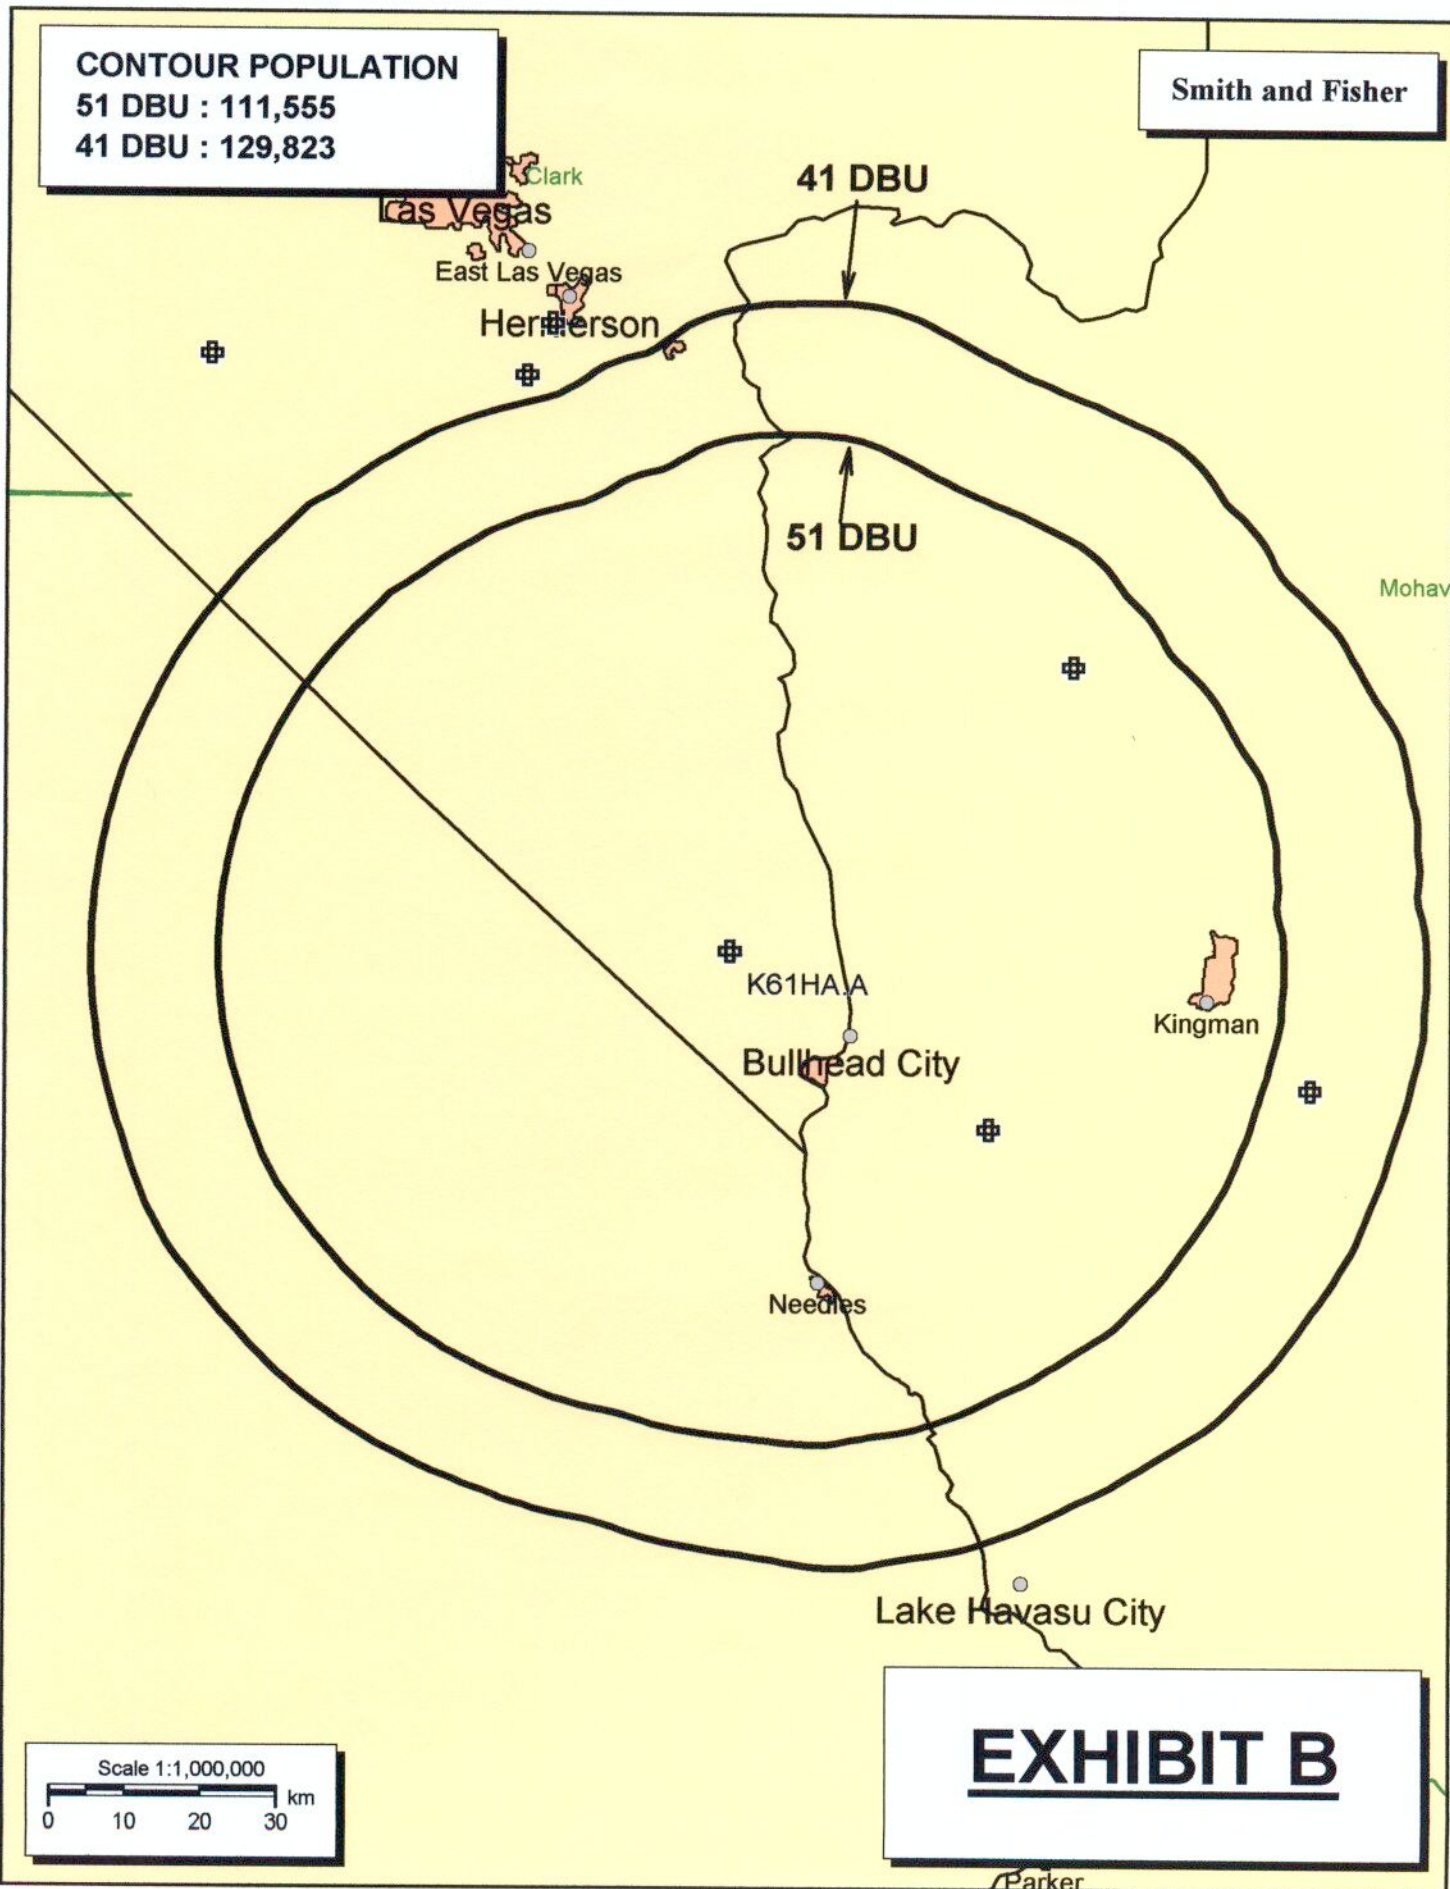 CONTOUR POPULATION
51 DBU : 111,555
41 DBU : 129,823
Smith and Fisher
Clark
41 DBU
Las Vegas
East Las Vegas
Henderson
51 DBU
Mohav
K61HA.A
Kingman
Bullhead City
Needles
Lake Havasu City
EXHIBIT B
Scale 1:1,000,000
km
0 10 20 30
Parker